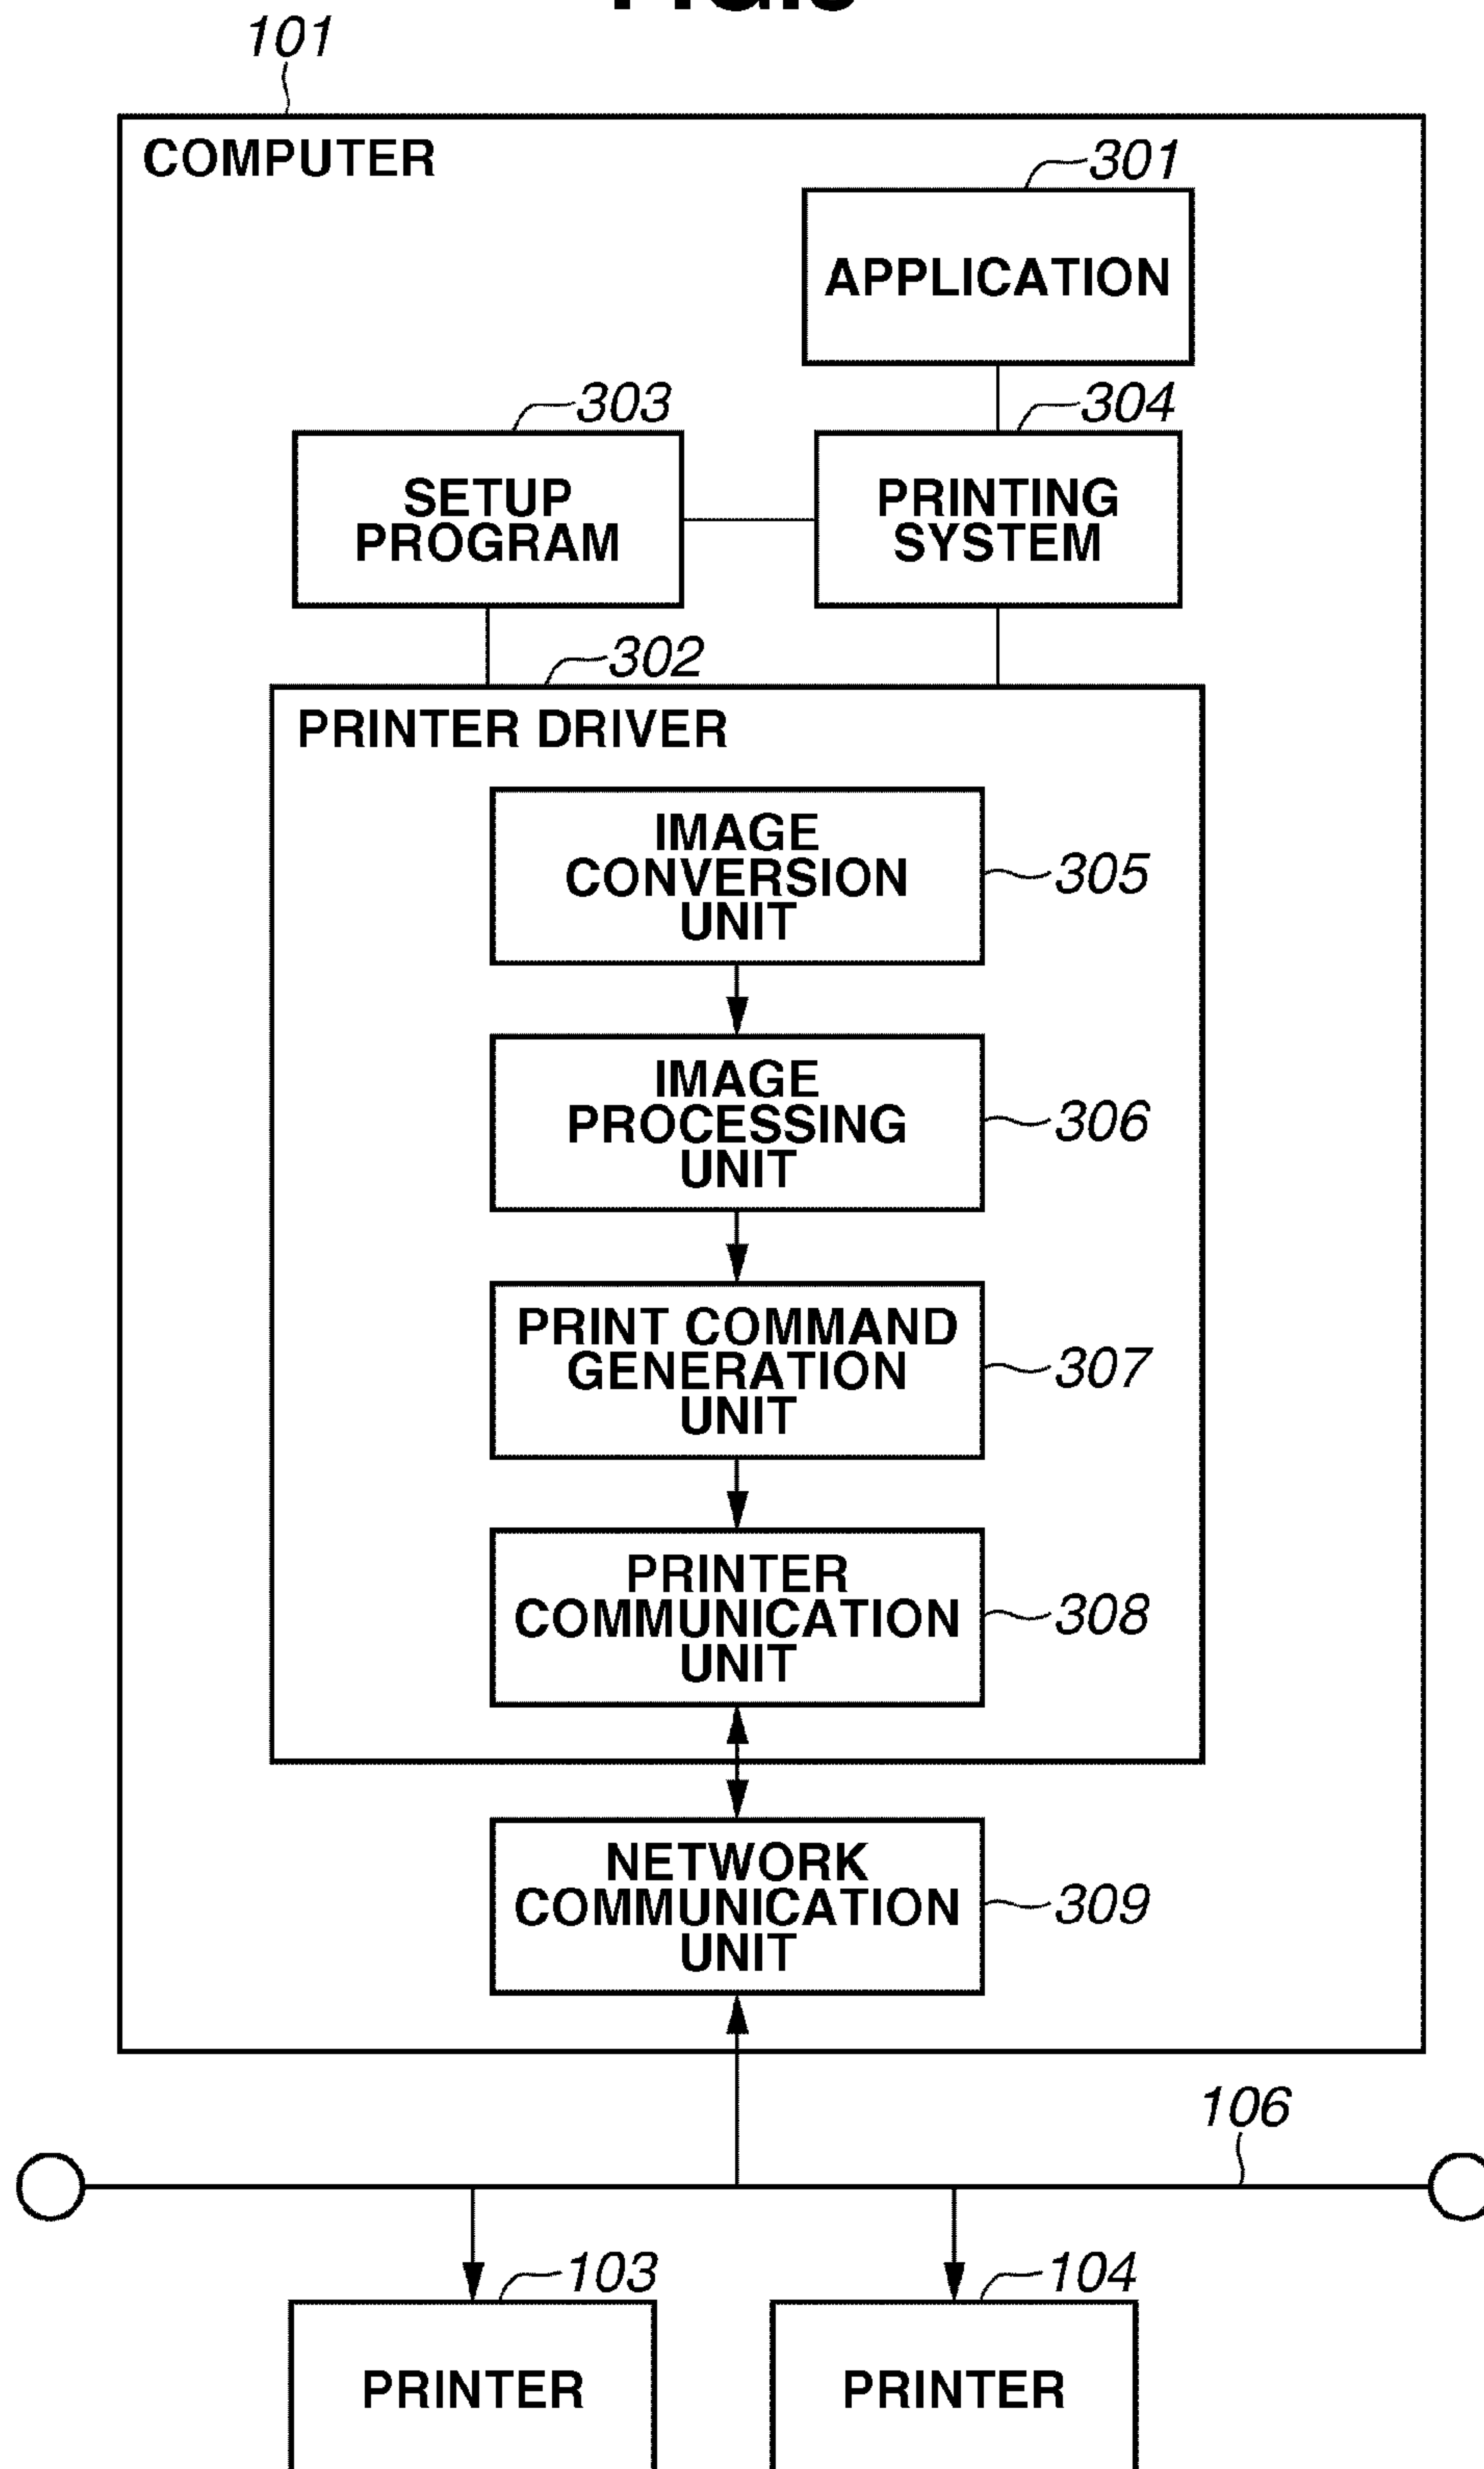 101
COMPUTER
301
APPLICATION
303
304
SETUP
PROGRAM
PRINTING
SYSTEM
302
PRINTER DRIVER
IMAGE
CONVERSION
UNIT
305
IMAGE
PROCESSING
UNIT
306
PRINT COMMAND
GENERATION
UNIT
307
PRINTER
COMMUNICATION
UNIT
308
NETWORK
COMMUNICATION
UNIT
309
106
103
104
PRINTER
PRINTER